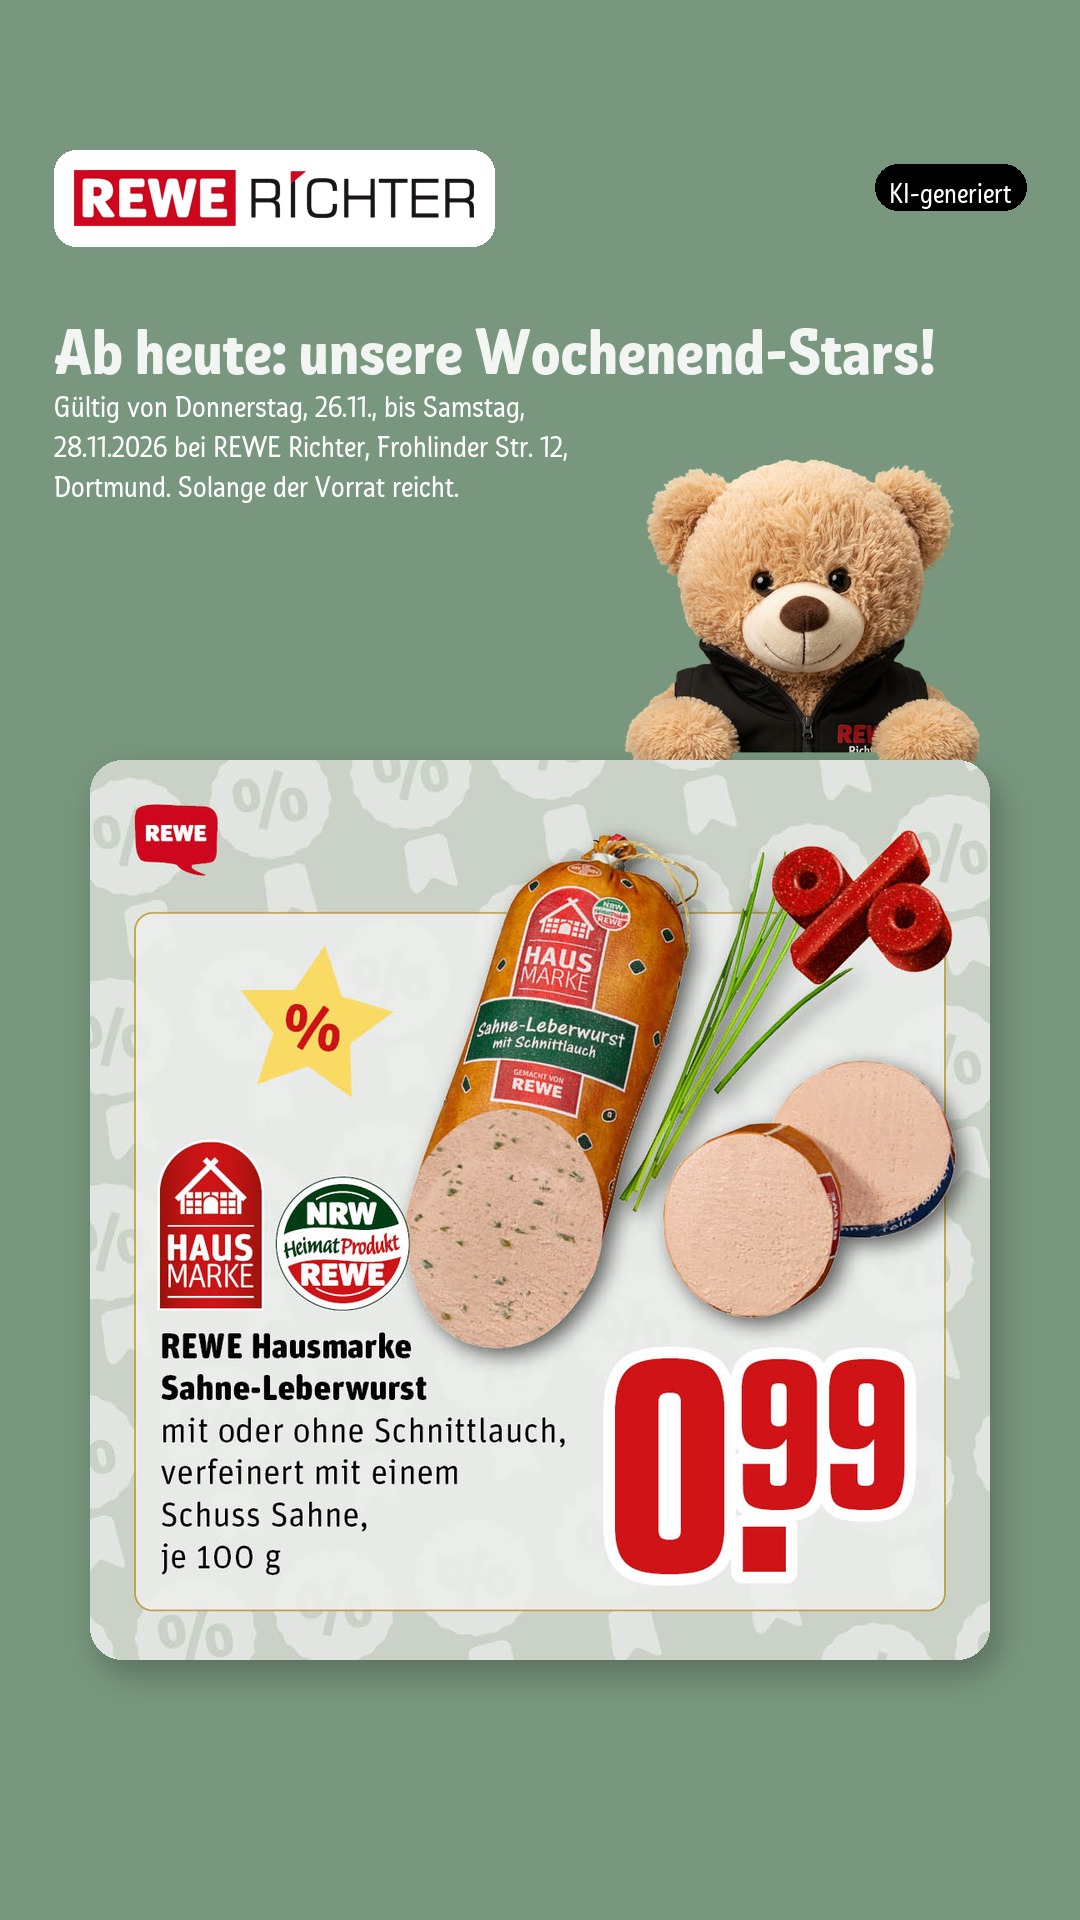 REWE RICHTER
KI-generiert
Ab heute: unsere Wochenend-Stars!
Gültig von Donnerstag, 26.11., bis Samstag,
28.11.2026 bei REWE Richter, Frohlinder Str. 12,
Dortmund. Solange der Vorrat reicht.
REWE
%
HAUS
MARKE
Sahne-Leberwurst
mit Schnittlauch
GEMACHT VON
REWE
NRW
REWE
HAUS
MARKE
NRW
HeimatProdukt
REWE
REWE Hausmarke
Sahne-Leberwurst
mit oder ohne Schnittlauch,
verfeinert mit einem
Schuss Sahne,
je 100 g
0.99